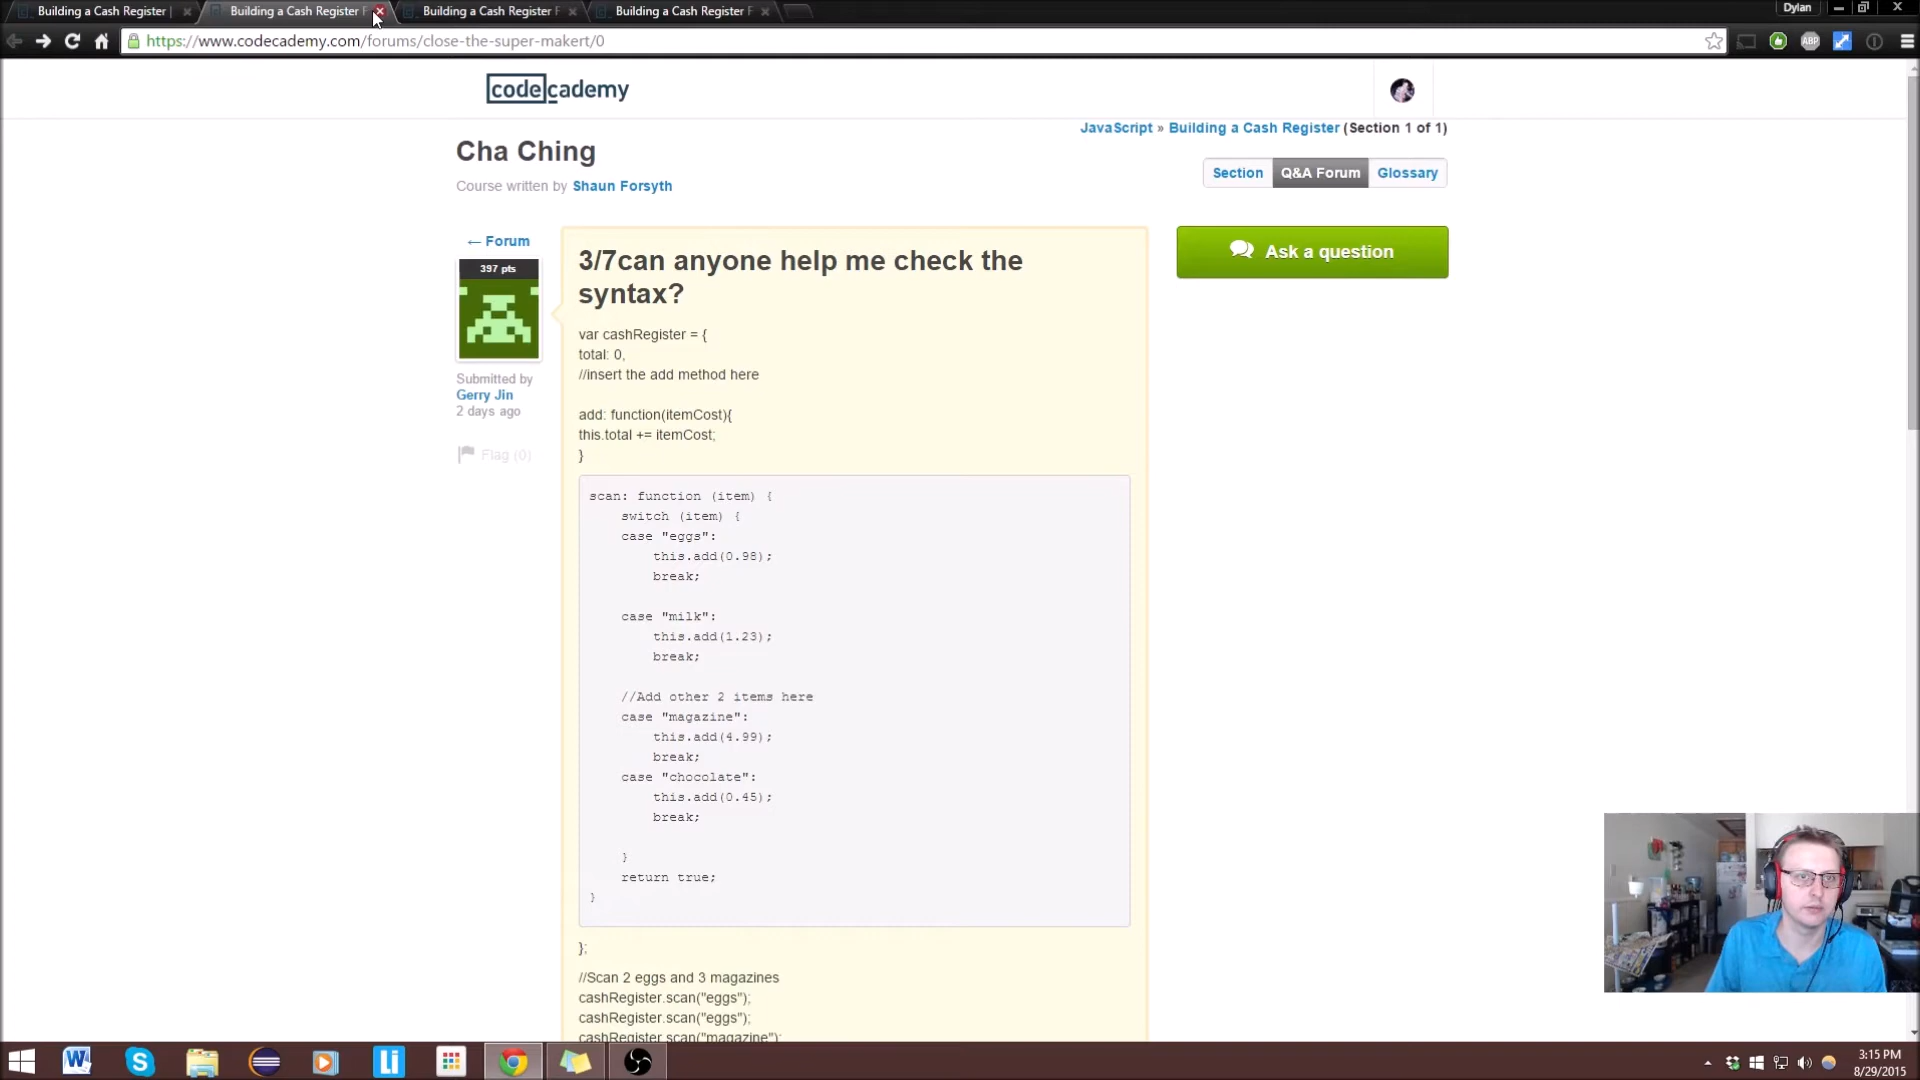 Building a Cash Register |
Building a Cash Register F
Building a Cash Register F
Building a Cash Register F
Dylan
https://www.codecademy.com/forums/close-the-super-makert/0
ABP
codecademy
JavaScript » Building a Cash Register (Section 1 of 1)
Cha Ching
Course written by Shaun Forsyth
Section
Q&A Forum
Glossary
← Forum
397 pts
Submitted by
Gerry Jin
2 days ago
Flag (0)
Ask a question
3/7can anyone help me check the
syntax?
var cashRegister = {
total: 0,
//insert the add method here
add: function(itemCost){
this.total += itemCost;
}
scan: function (item) {
switch (item) {
case "eggs":
this.add(0.98);
break;
case "milk":
this.add(1.23);
break;
//Add other 2 items here
case "magazine":
this.add(4.99);
break;
case "chocolate":
this.add(0.45);
break;
}
return true;
}
};
//Scan 2 eggs and 3 magazines
cashRegister.scan("eggs");
cashRegister.scan("eggs");
cashRegister.scan("magazine");
3:15 PM
8/29/2015